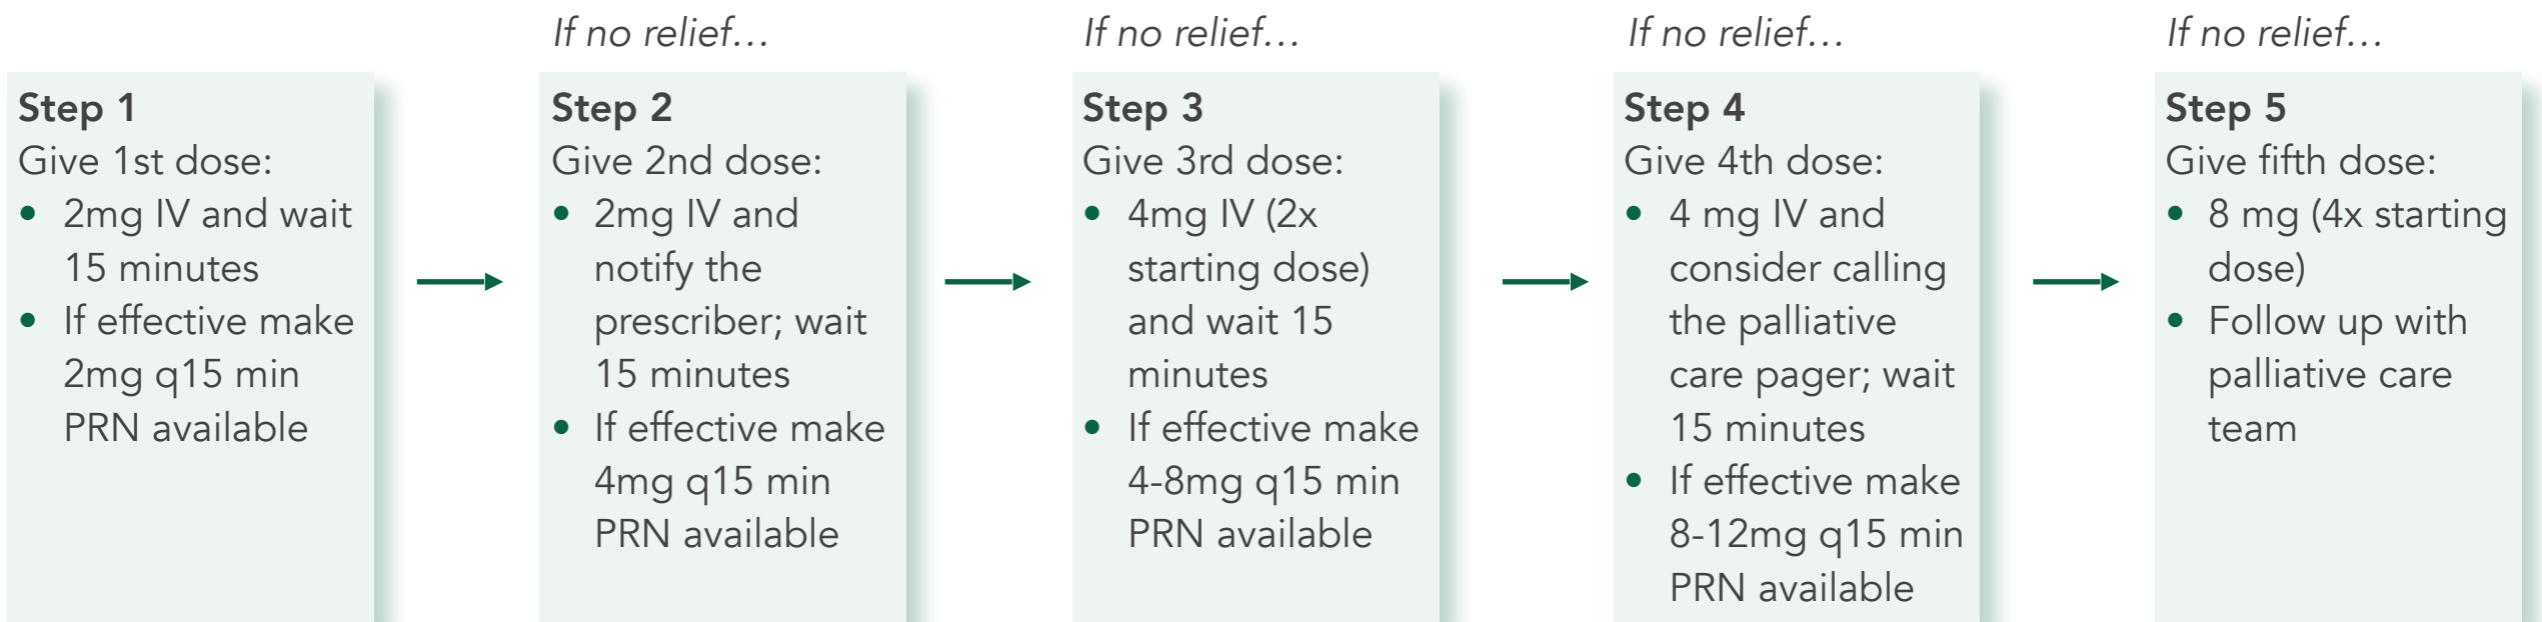 Step 1
Give 1st dose:
• 2mg IV and wait
15 minutes
• If effective make
2mg q15 min
PRN available
If no relief...
Step 2
Give 2nd dose:
• 2mg IV and
notify the
prescriber; wait
15 minutes
• If effective make
4mg q15 min
PRN available
If no relief...
Step 3
Give 3rd dose:
• 4mg IV (2x
starting dose)
and wait 15
minutes
• If effective make
4-8mg q15 min
PRN available
If no relief...
Step 4
Give 4th dose:
• 4 mg IV and
consider calling
the palliative
care pager; wait
15 minutes
• If effective make
8-12mg q15 min
PRN available
If no relief...
Step 5
Give fifth dose:
• 8 mg (4x starting
dose)
• Follow up with
palliative care
team